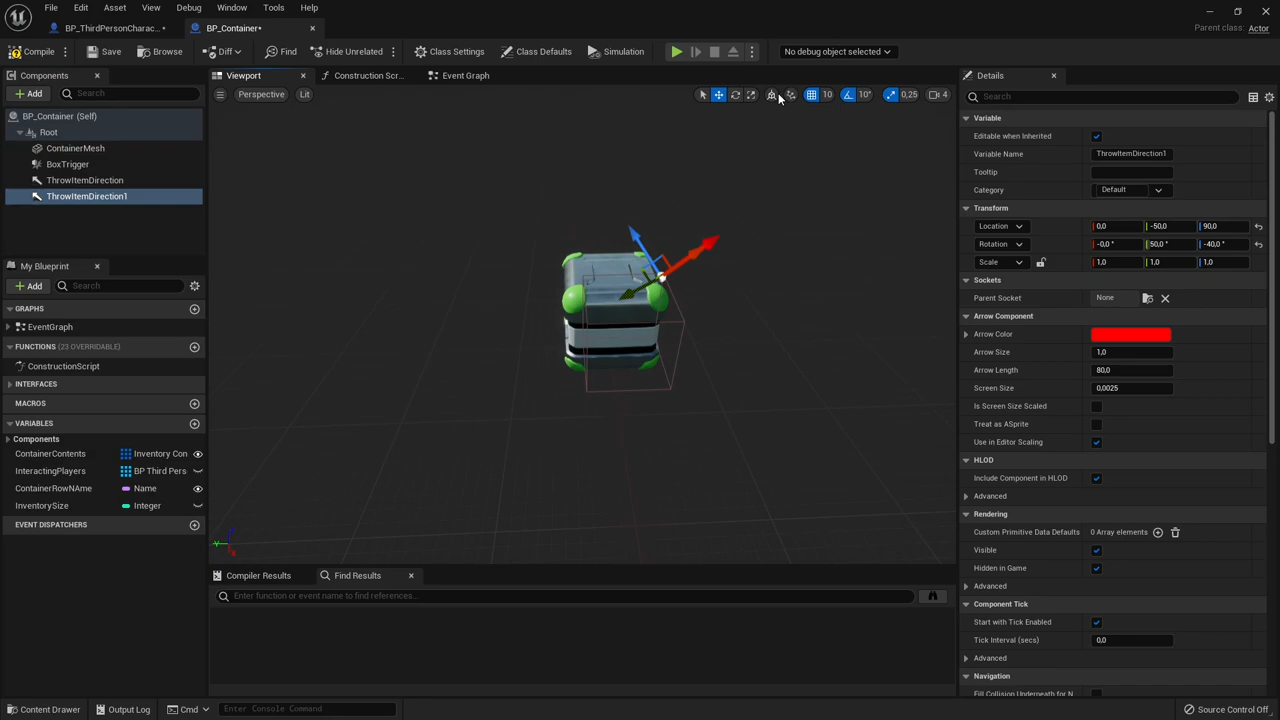 File Edit Asset View Debug Window Tools Help
BP_ThirdPersonCharac... •
BP_Container•
Parent class: Actor
Compile Save Browse Diff Find Hide Unrelated Class Settings Class Defaults Simulation No debug object selected
Components
Add Search
BP_Container (Self)
Root
ContainerMesh
BoxTrigger
ThrowItemDirection
ThrowItemDirection1
My Blueprint
Add Search
GRAPHS
EventGraph
FUNCTIONS (23 OVERRIDABLE)
ConstructionScript
INTERFACES
MACROS
VARIABLES
Components
ContainerContents Inventory Con
InteractingPlayers BP Third Pers
ContainerRowNAme Name
InventorySize Integer
EVENT DISPATCHERS
Viewport Construction Scr... Event Graph
Perspective Lit 10 10° 0,25 4
Compiler Results Find Results
Enter function or event name to find references...
Details
Search
Variable
Editable when Inherited
Variable Name ThrowItemDirection1
Tooltip
Category Default
Transform
Location 0,0 -50,0 90,0
Rotation -0,0 ° 50,0 ° -40,0 °
Scale 1,0 1,0 1,0
Sockets
Parent Socket None
Arrow Component
Arrow Color
Arrow Size 1,0
Arrow Length 80,0
Screen Size 0,0025
Is Screen Size Scaled
Treat as ASprite
Use in Editor Scaling
HLOD
Include Component in HLOD
Advanced
Rendering
Custom Primitive Data Defaults 0 Array elements
Visible
Hidden in Game
Advanced
Component Tick
Start with Tick Enabled
Tick Interval (secs) 0,0
Advanced
Navigation
Fill Collision Underneath for N
Content Drawer Output Log Cmd Enter Console Command Source Control Off